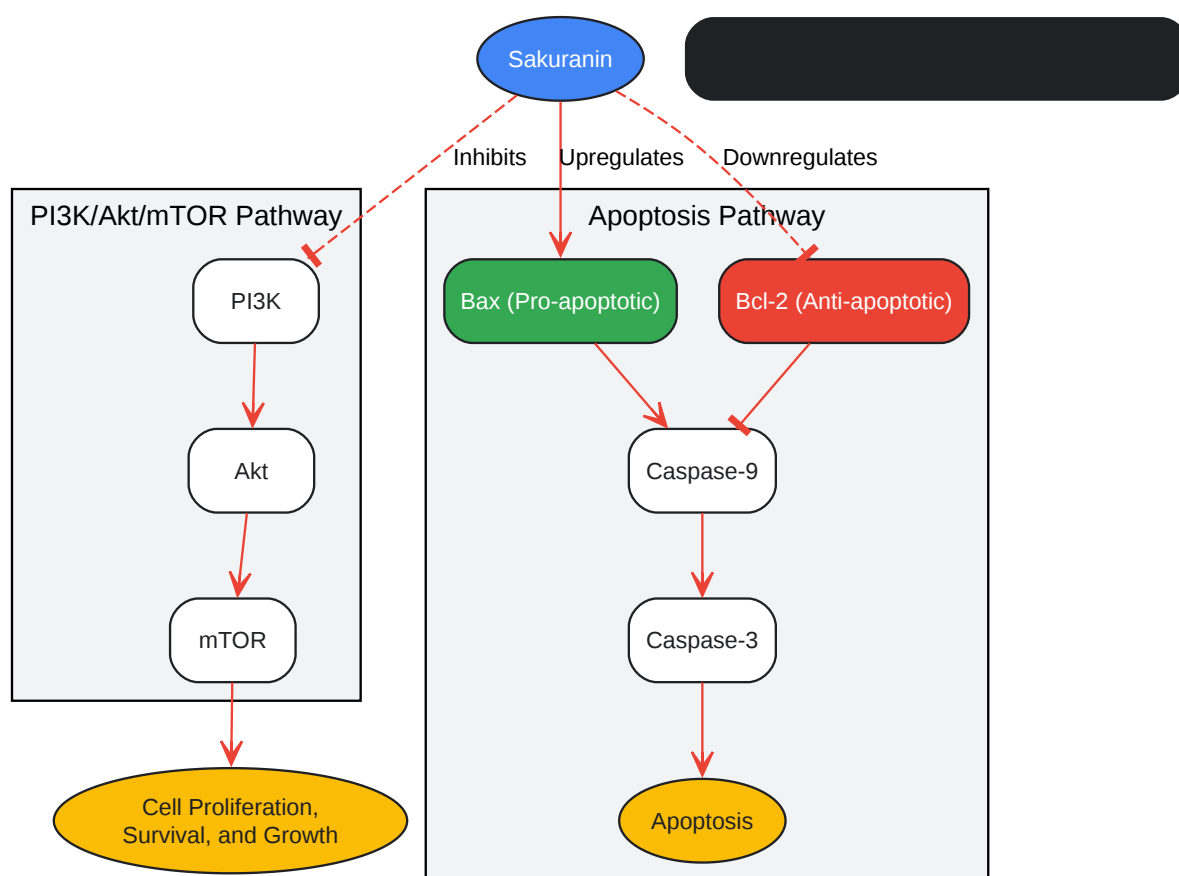 Sakuranin
Inhibits
Upregulates
Downregulates
PI3K/Akt/mTOR Pathway
Apoptosis Pathway
PI3K
Bax (Pro-apoptotic)
Bcl-2 (Anti-apoptotic)
Akt
Caspase-9
mTOR
Caspase-3
Cell Proliferation,
Survival, and Growth
Apoptosis